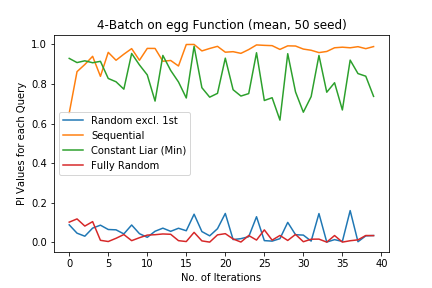 4-Batch on egg Function (mean, 50 seed)
PI Values for each Query
1.0
0.8
0.6
0.4
0.2
0.0
Random excl. 1st
Sequential
Constant Liar (Min)
Fully Random
0 5 10 15 20 25 30 35 40
No. of Iterations